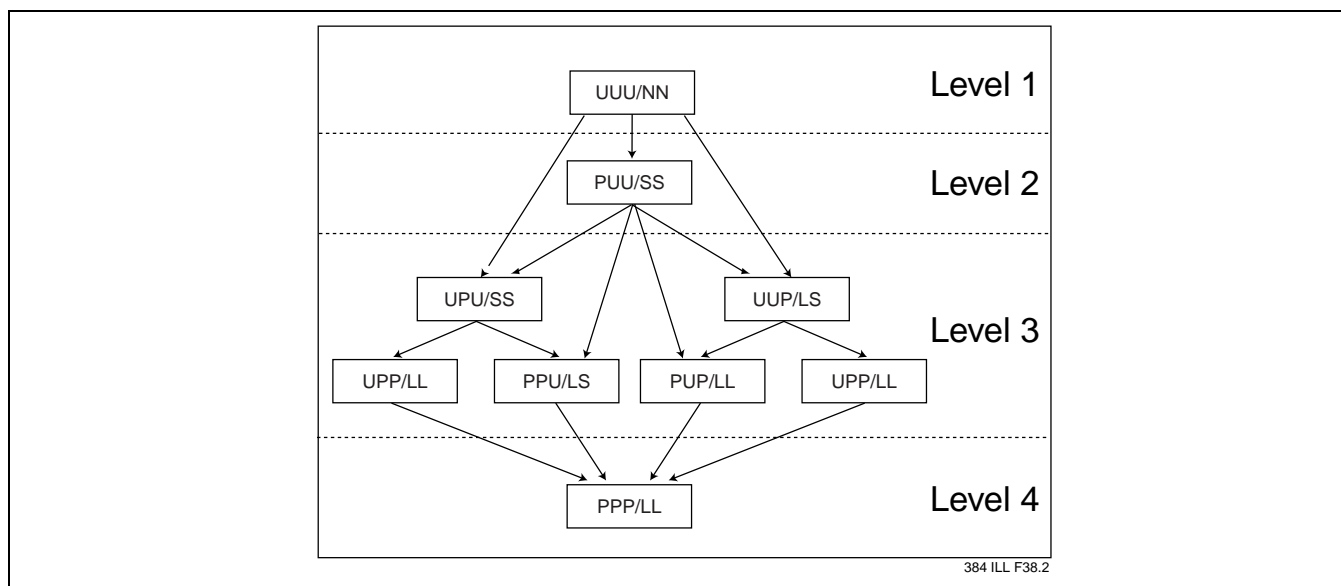 Level 1
UUU/NN
Level 2
PUU/SS
UPU/SS
UUP/LS
Level 3
UPP/LL
PPU/LS
PUP/LL
UPP/LL
PPP/LL
Level 4
384 ILL F38.2